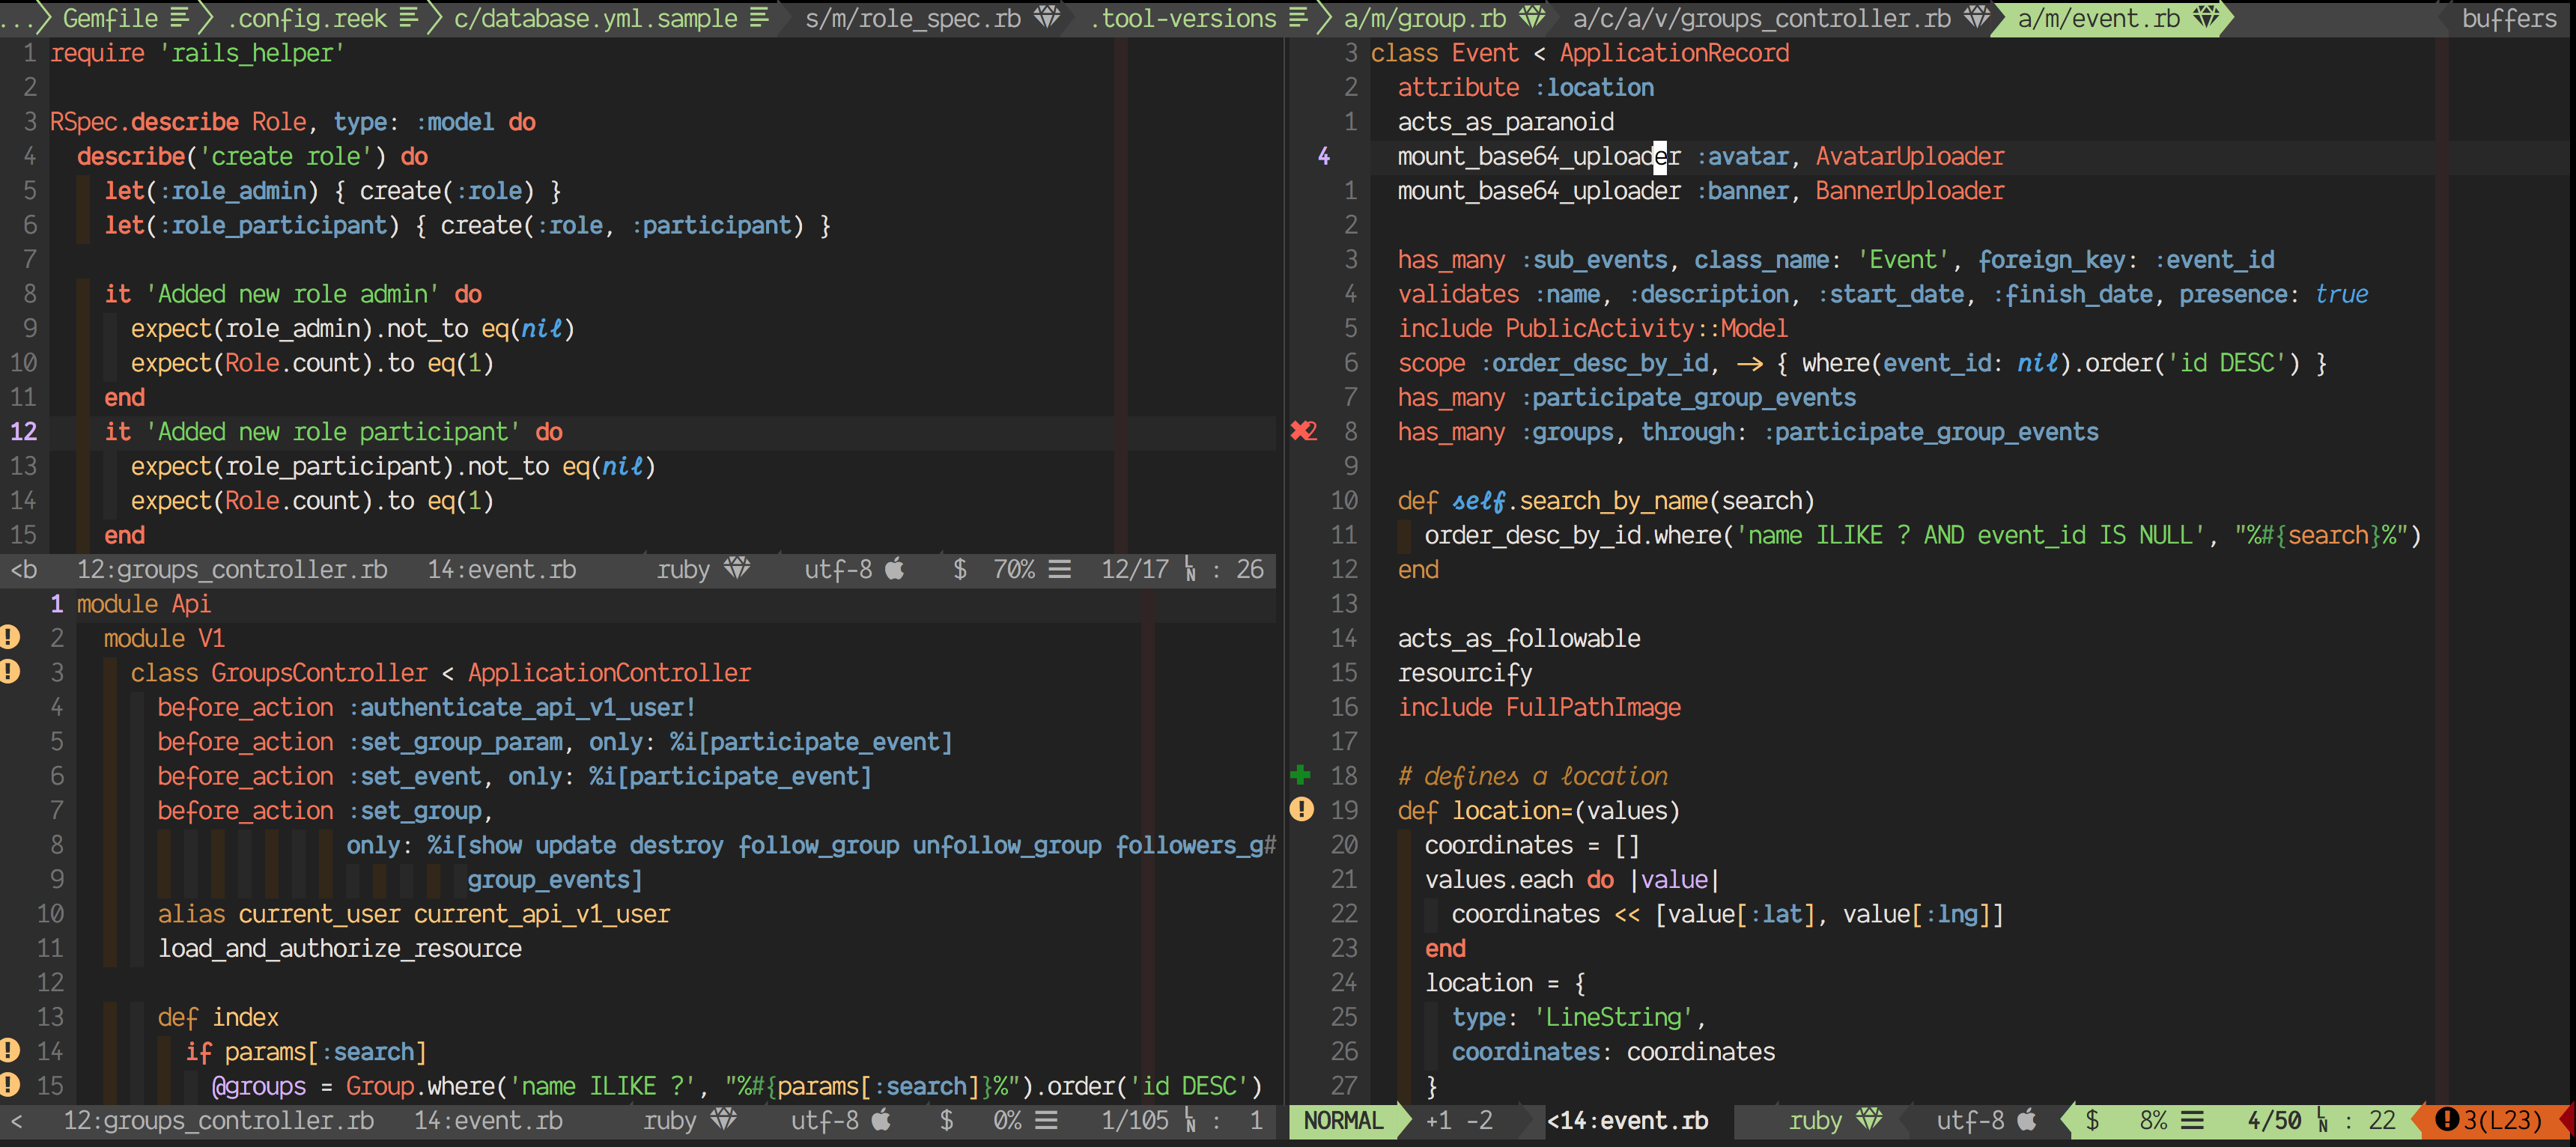 ... Gemfile .config.reek c/database.yml.sample s/m/role_spec.rb .tool-versions a/m/group.rb a/c/a/v/groups_controller.rb a/m/event.rb buffers
1 require 'rails_helper'
2
3 RSpec.describe Role, type: :model do
4 describe('create role') do
5 let(:role_admin) { create(:role) }
6 let(:role_participant) { create(:role, :participant) }
7
8 it 'Added new role admin' do
9 expect(role_admin).not_to eq(nil)
10 expect(Role.count).to eq(1)
11 end
12 it 'Added new role participant' do
13 expect(role_participant).not_to eq(nil)
14 expect(Role.count).to eq(1)
15 end
<b 12:groups_controller.rb 14:event.rb ruby utf-8 $ 70% ☰ 12/17 LN : 26
1 module Api
2 module V1
3 class GroupsController < ApplicationController
4 before_action :authenticate_api_v1_user!
5 before_action :set_group_param, only: %i[participate_event]
6 before_action :set_event, only: %i[participate_event]
7 before_action :set_group,
8 only: %i[show update destroy follow_group unfollow_group followers_g#
9 group_events]
10 alias current_user current_api_v1_user
11 load_and_authorize_resource
12
13 def index
14 if params[:search]
15 @groups = Group.where('name ILIKE ?', "%#{params[:search]}%").order('id DESC')
< 12:groups_controller.rb 14:event.rb ruby utf-8 $ 0% ☰ 1/105 LN : 1
3 class Event < ApplicationRecord
2 attribute :location
1 acts_as_paranoid
4 mount_base64_uploader :avatar, AvatarUploader
1 mount_base64_uploader :banner, BannerUploader
2
3 has_many :sub_events, class_name: 'Event', foreign_key: :event_id
4 validates :name, :description, :start_date, :finish_date, presence: true
5 include PublicActivity::Model
6 scope :order_desc_by_id, -> { where(event_id: nil).order('id DESC') }
7 has_many :participate_group_events
✖2 8 has_many :groups, through: :participate_group_events
9
10 def self.search_by_name(search)
11 order_desc_by_id.where('name ILIKE ? AND event_id IS NULL', "%#{search}%")
12 end
13
14 acts_as_followable
15 resourcify
16 include FullPathImage
17
18 # defines a location
19 def location=(values)
20 coordinates = []
21 values.each do |value|
22 coordinates << [value[:lat], value[:lng]]
23 end
24 location = {
25 type: 'LineString',
26 coordinates: coordinates
27 }
NORMAL +1 -2 <14:event.rb ruby utf-8 $ 8% ☰ 4/50 LN : 22 3(L23)